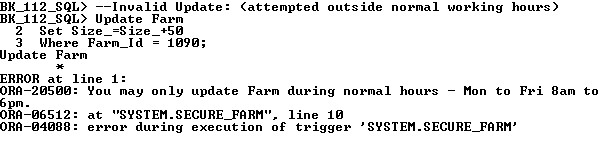 BK_112_SQL> --Invalid Update: (attempted outside normal working hours)
BK_112_SQL> Update Farm
2 Set Size_=Size_+50
3 Where Farm_Id = 1090;
Update Farm
*
ERROR at line 1:
ORA-20500: You may only update Farm during normal hours - Mon to Fri 8am to
6pm.
ORA-06512: at "SYSTEM.SECURE_FARM", line 10
ORA-04088: error during execution of trigger 'SYSTEM.SECURE_FARM'